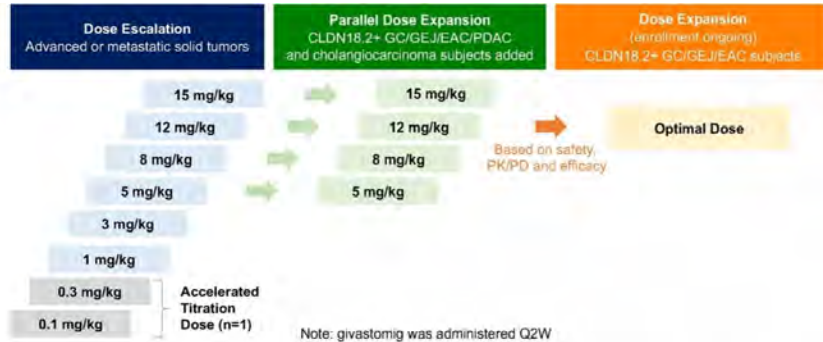 Dose Escalation
Advanced or metastatic solid tumors
Parallel Dose Expansion
CLDN18.2+ GC/GEJ/EAC/PDAC
and cholangiocarcinoma subjects added
Dose Expansion
(enrollment ongoing)
CLDN18.2+ GC/GEJ/EAC subjects
15 mg/kg
12 mg/kg
8 mg/kg
5 mg/kg
3 mg/kg
1 mg/kg
0.3 mg/kg
0.1 mg/kg
Accelerated
Titration
Dose (n=1)
15 mg/kg
12 mg/kg
8 mg/kg
5 mg/kg
Based on safety,
PK/PD and efficacy
Optimal Dose
Note: givastomig was administered Q2W